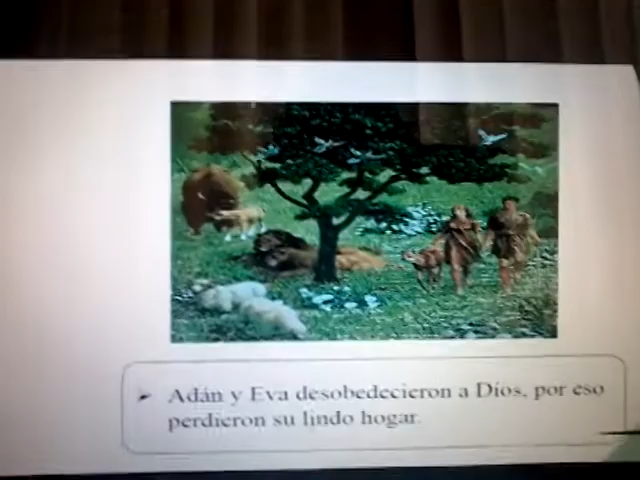 Adán y Eva desobedecieron a Dios, por eso
perdieron su lindo hogar.